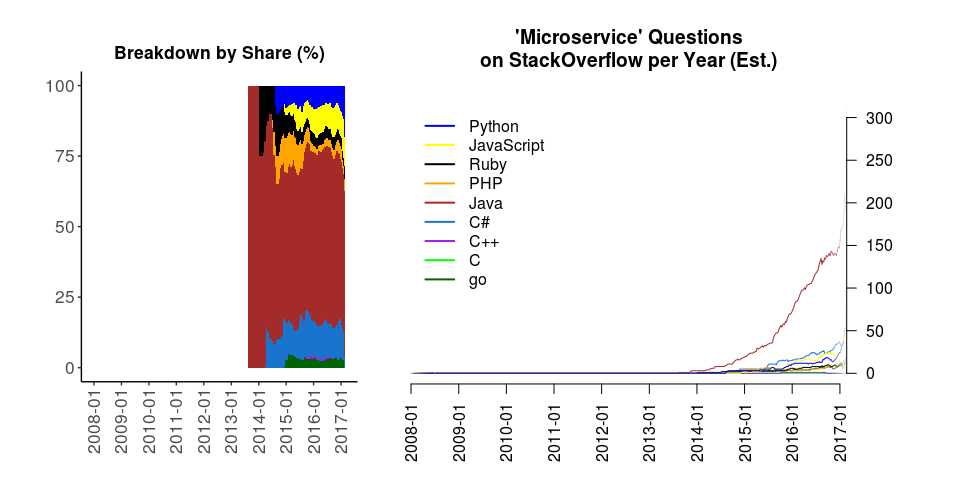 Breakdown by Share (%)
100
75
50
25
0
2008-01
2009-01
2010-01
2011-01
2012-01
2013-01
2014-01
2015-01
2016-01
2017-01
'Microservice' Questions
on StackOverflow per Year (Est.)
Python
JavaScript
Ruby
PHP
Java
C#
C++
C
go
300
250
200
150
100
50
0
2008-01
2009-01
2010-01
2011-01
2012-01
2013-01
2014-01
2015-01
2016-01
2017-01